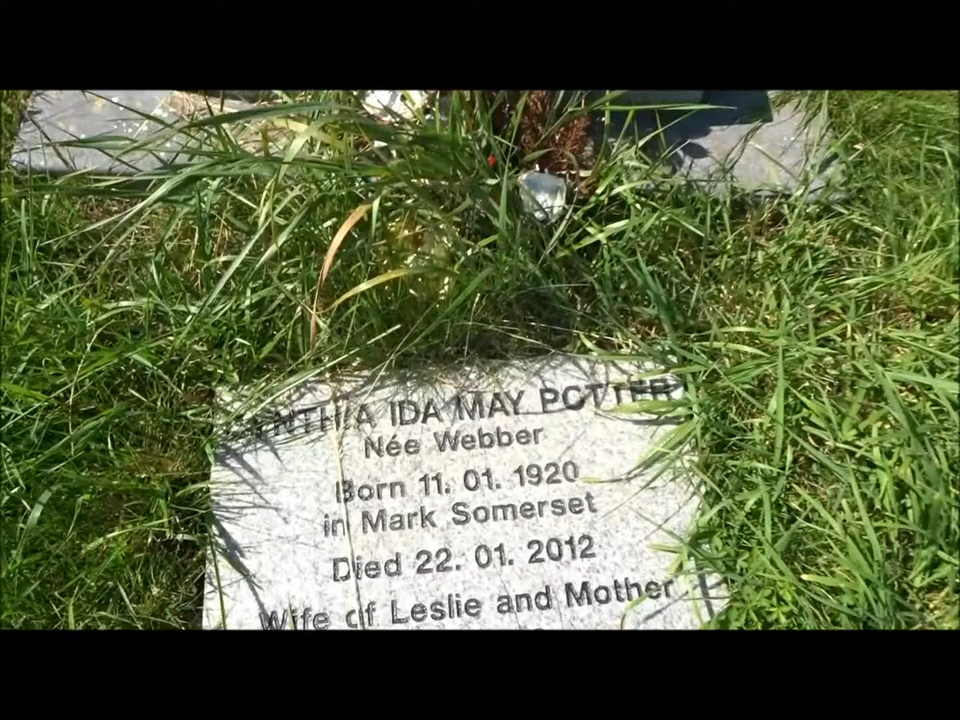 CYNTHIA IDA MAY POTTER
Née Webber
Born 11. 01. 1920
in Mark Somerset
Died 22. 01. 2012
Wife of Leslie and Mother